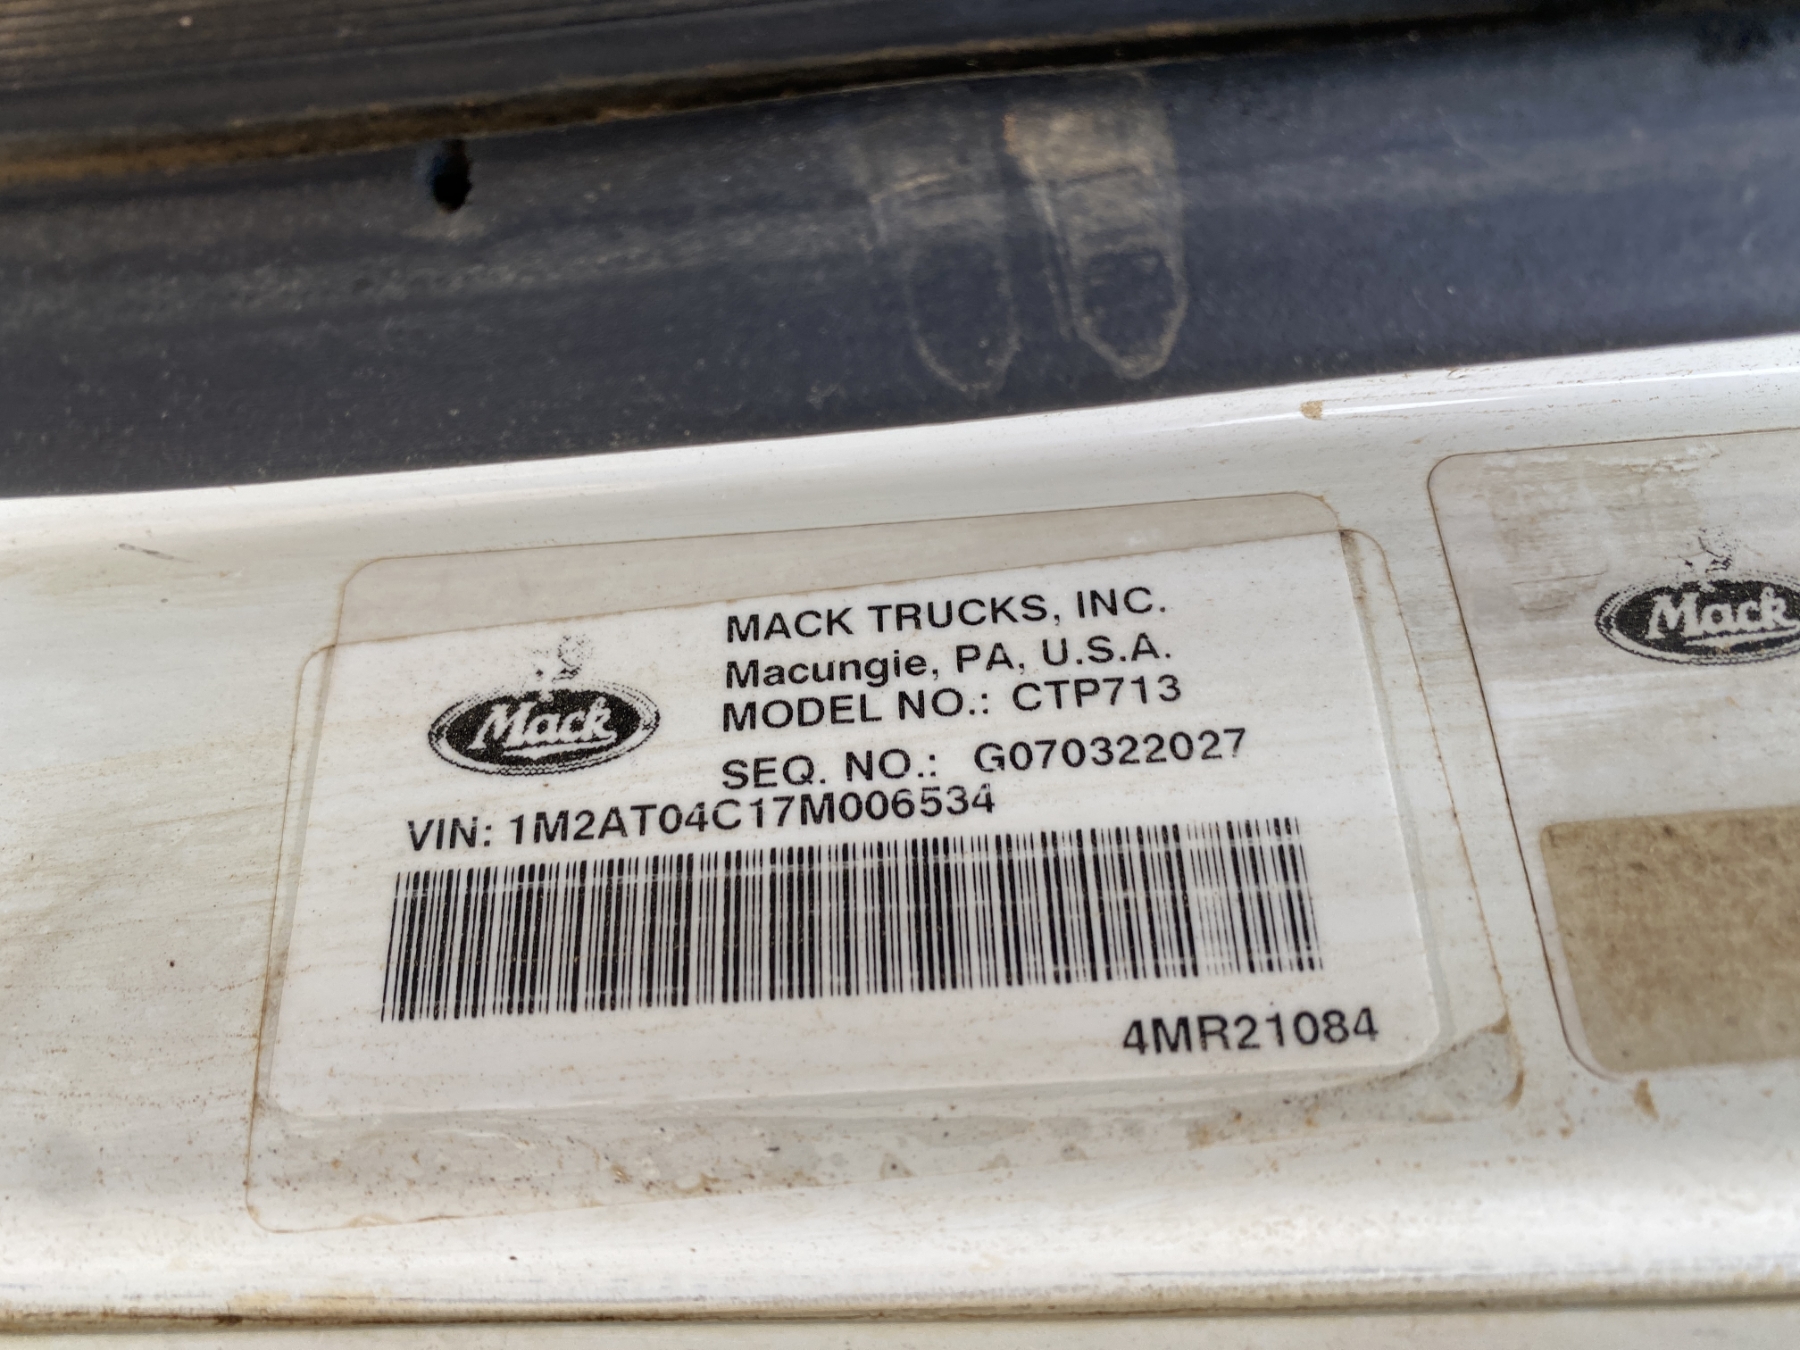 MACK TRUCKS, INC.
Macungie, PA, U.S.A.
MODEL NO.: CTP713
SEQ. NO.: G070322027
Mack
VIN: 1M2AT04C17M006534
4MR21084
Mack